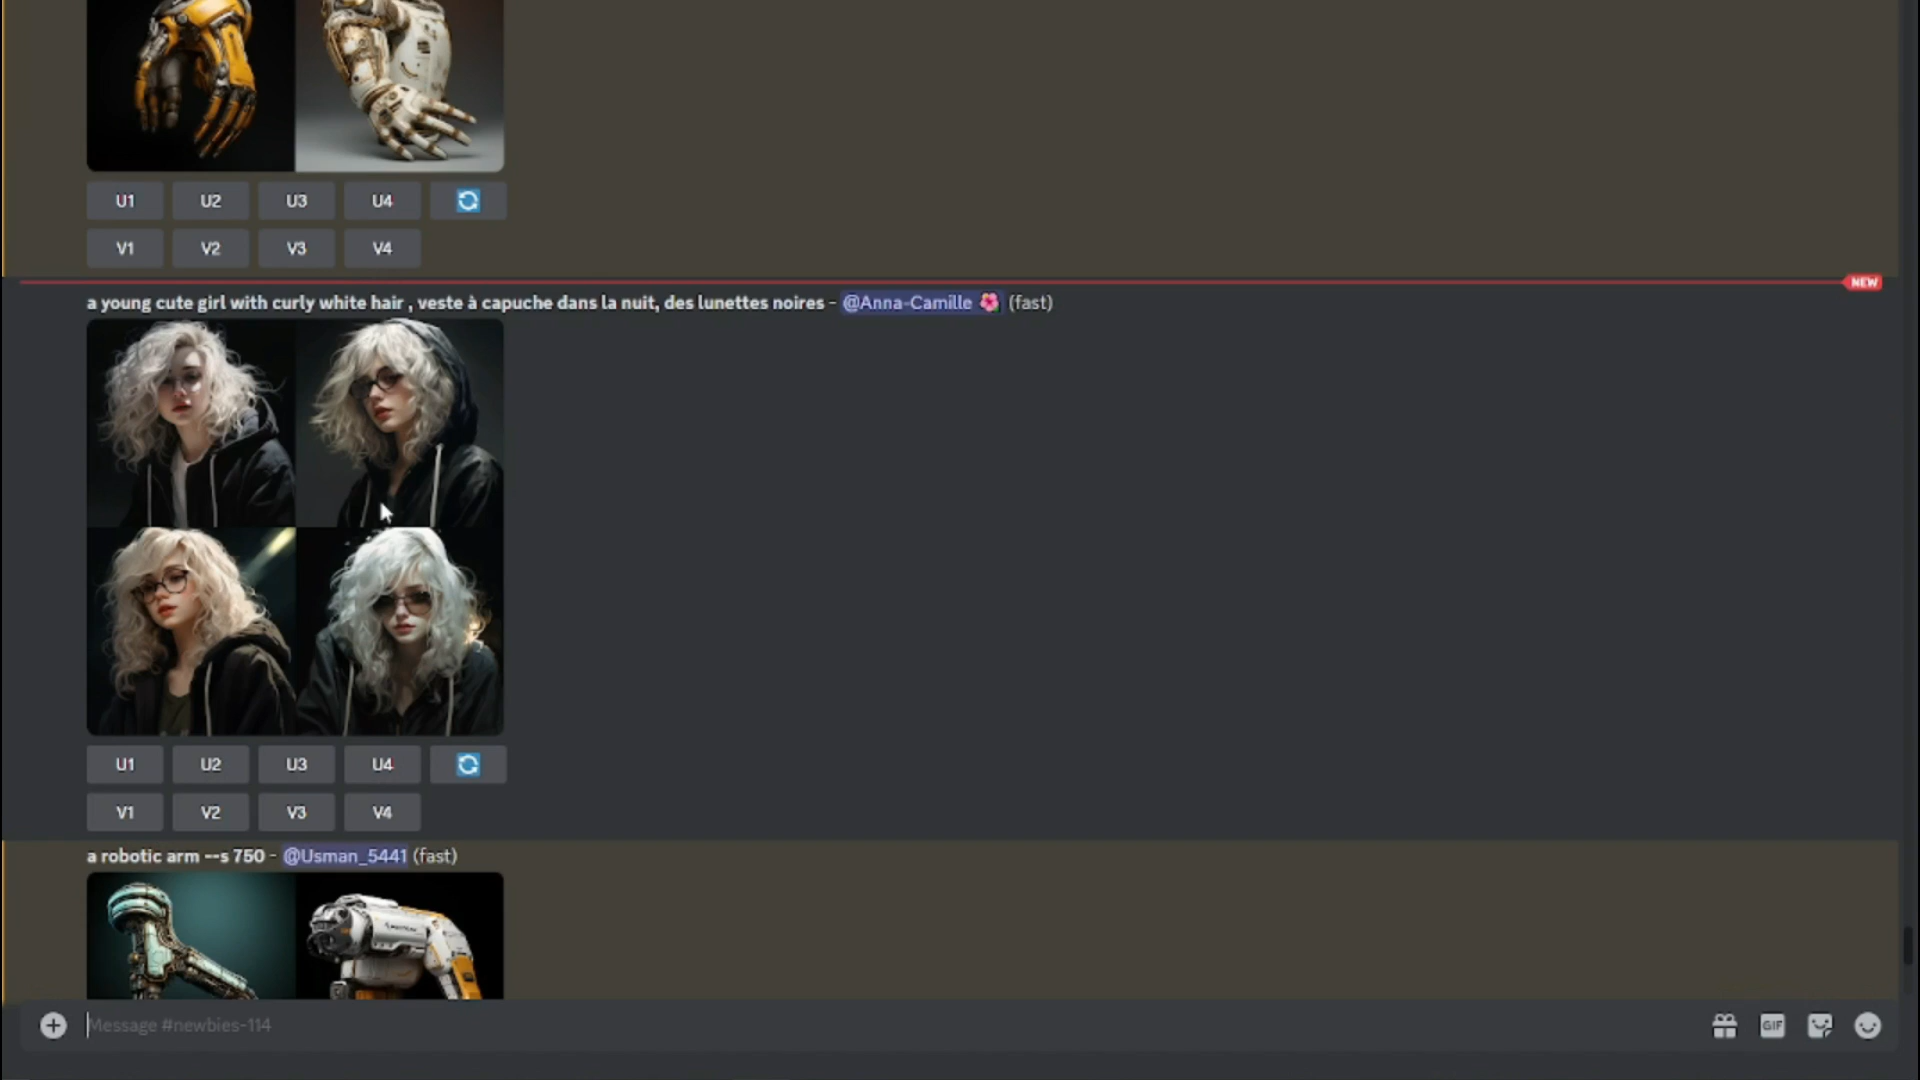 U1 U2 U3 U4
V1 V2 V3 V4
NEW
a young cute girl with curly white hair , veste à capuche dans la nuit, des lunettes noires - @Anna-Camille 🌺 (fast)
U1 U2 U3 U4
V1 V2 V3 V4
a robotic arm --s 750 - @Usman_5441 (fast)
Message #newbies-114
GIF